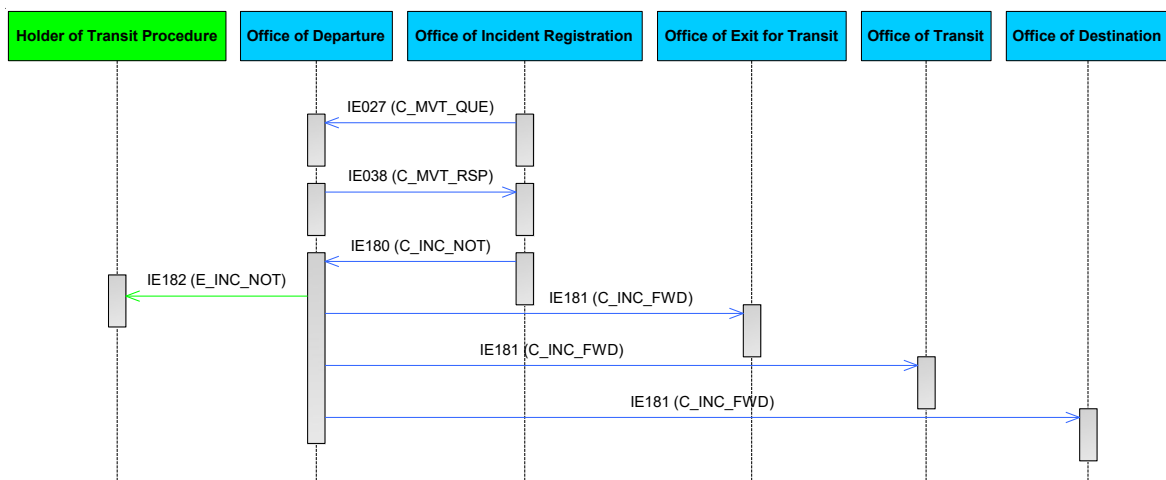 Holder of Transit Procedure
Office of Departure
Office of Incident Registration
Office of Exit for Transit
Office of Transit
Office of Destination
IE027 (C_MVT_QUE)
IE038 (C_MVT_RSP)
IE180 (C_INC_NOT)
IE182 (E_INC_NOT)
IE181 (C_INC_FWD)
IE181 (C_INC_FWD)
IE181 (C_INC_FWD)